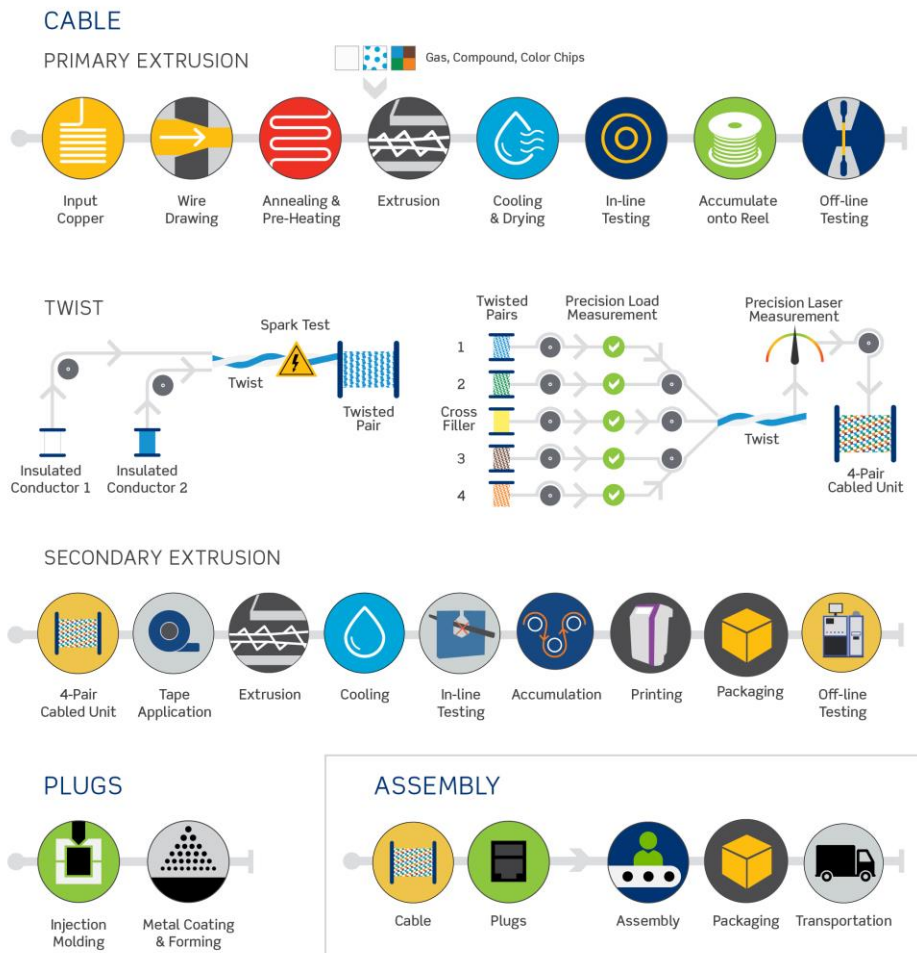 CABLE
PRIMARY EXTRUSION
Gas, Compound, Color Chips
Input
Copper
Wire
Drawing
Annealing &
Pre-Heating
Extrusion
Cooling
& Drying
In-line
Testing
Accumulate
onto Reel
Off-line
Testing
TWIST
Spark Test
Twist
Twisted
Pair
Insulated
Conductor 1
Insulated
Conductor 2
Twisted
Pairs
Precision Load
Measurement
1
2
Cross
Filler
3
4
Precision Laser
Measurement
Twist
4-Pair
Cabled Unit
SECONDARY EXTRUSION
4-Pair
Cabled Unit
Tape
Application
Extrusion
Cooling
In-line
Testing
Accumulation
Printing
Packaging
Off-line
Testing
PLUGS
Injection
Molding
Metal Coating
& Forming
ASSEMBLY
Cable
Plugs
Assembly
Packaging
Transportation